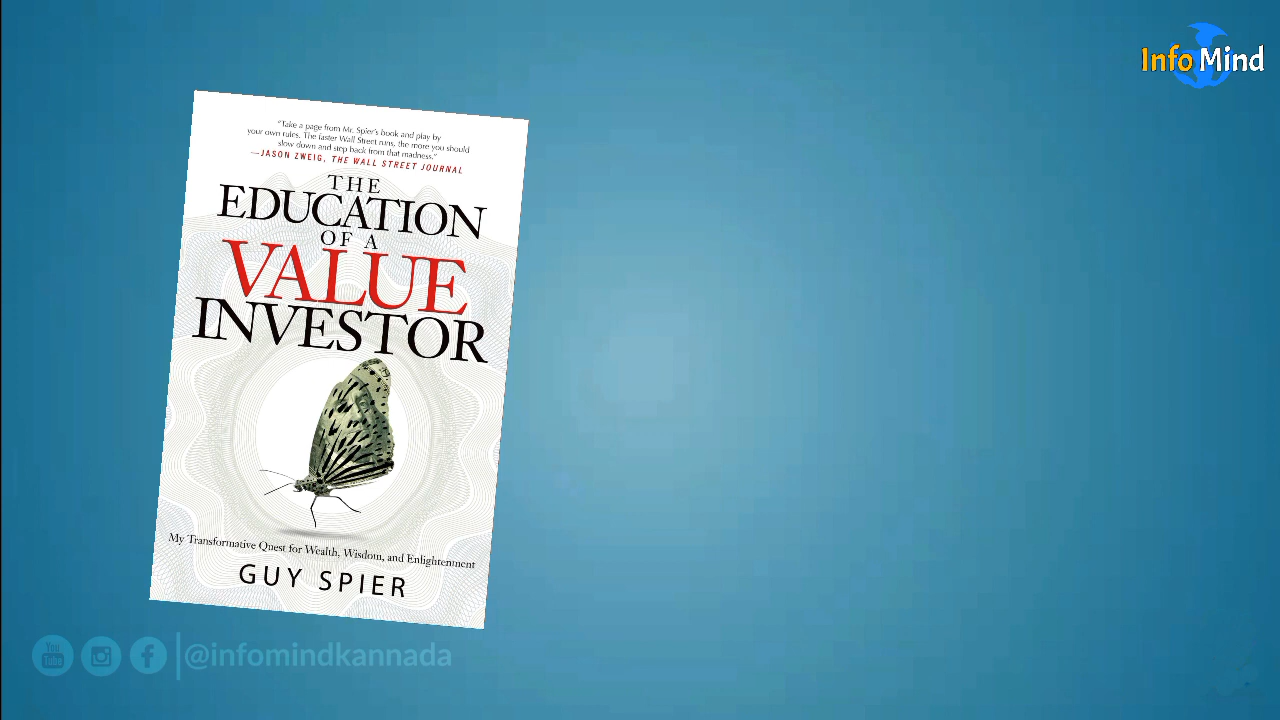 Info Mind
"Take a page from Mr. Spier's book and play by
your own rules. The faster Wall Street runs, the more you should
slow down and step back from that madness."
—JASON ZWEIG, THE WALL STREET JOURNAL
THE
EDUCATION
OF A
VALUE
INVESTOR
My Transformative Quest for Wealth, Wisdom, and Enlightenment
GUY SPIER
You
Tube
@infomindkannada